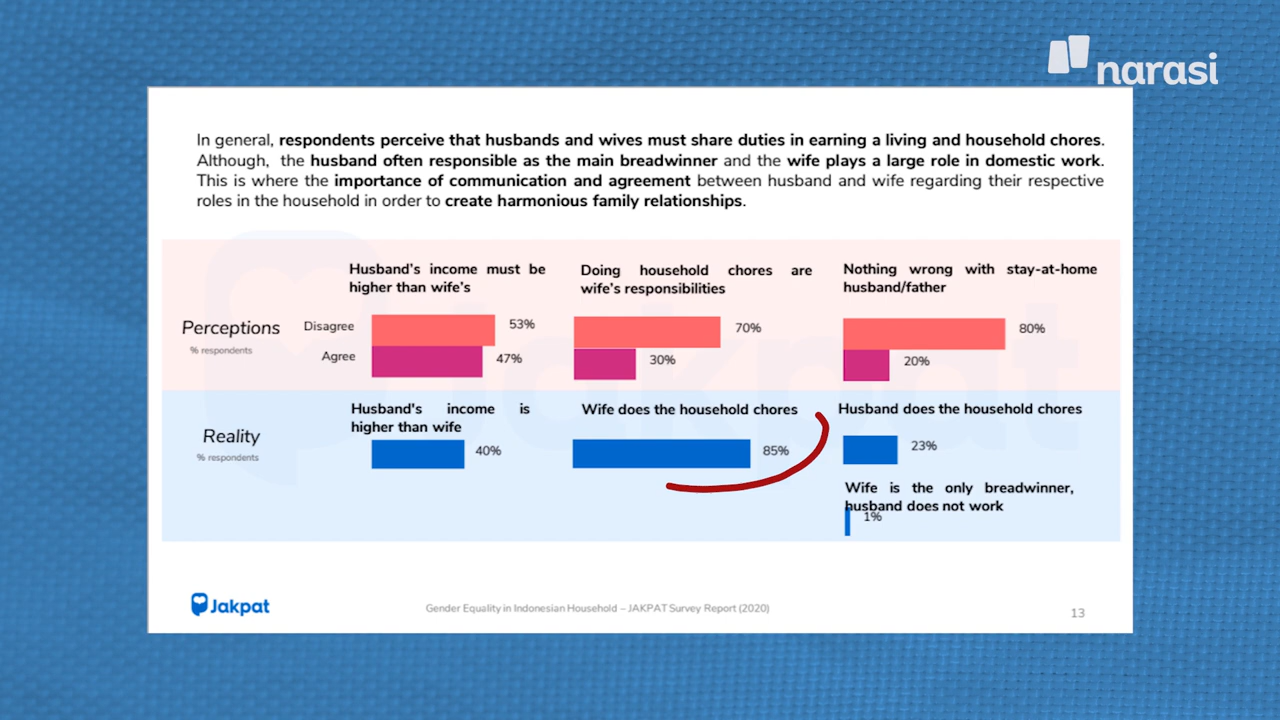 narasi
In general, respondents perceive that husbands and wives must share duties in earning a living and household chores.
Although, the husband often responsible as the main breadwinner and the wife plays a large role in domestic work.
This is where the importance of communication and agreement between husband and wife regarding their respective
roles in the household in order to create harmonious family relationships.
Husband's income must be
higher than wife's
Doing household chores are
wife's responsibilities
Nothing wrong with stay-at-home
husband/father
Perceptions
% respondents
Disagree
53%
70%
80%
Agree
47%
30%
20%
Husband's income is
higher than wife
Wife does the household chores
Husband does the household chores
Reality
% respondents
40%
85%
23%
Wife is the only breadwinner,
husband does not work
1%
Jakpat
Gender Equality in Indonesian Household – JAKPAT Survey Report (2020)
13